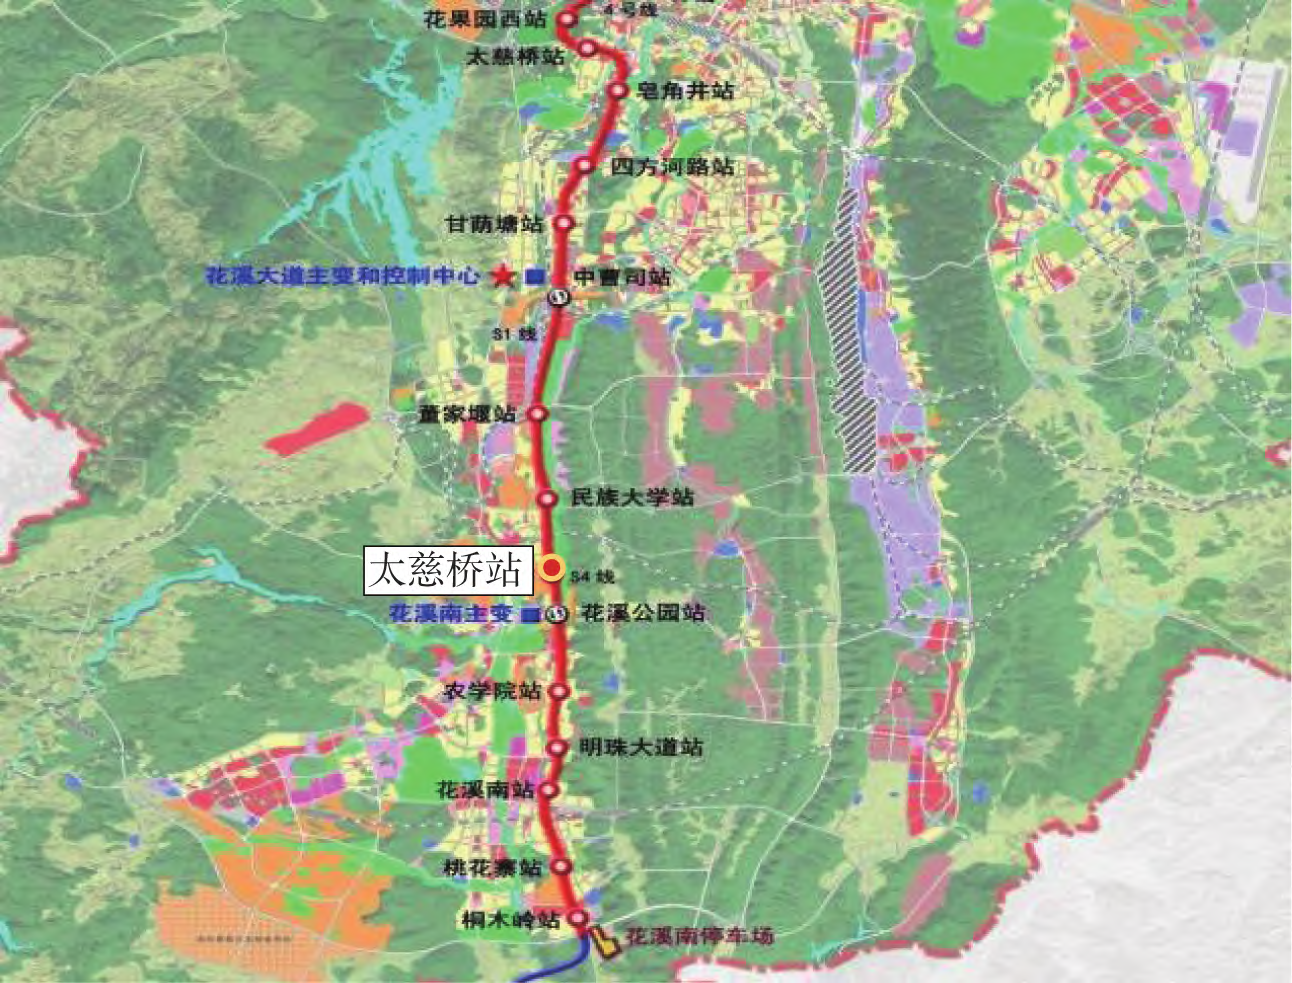 花果园西站
4号线
太慈桥站
皂角井站
四方河路站
甘荫塘站
花溪大道主变和控制中心
中曹司站
S1 线
董家堰站
民族大学站
太慈桥站
S4 线
花溪南主变
花溪公园站
农学院站
明珠大道站
花溪南站
桃花寨站
桐木岭站
花溪南停车场